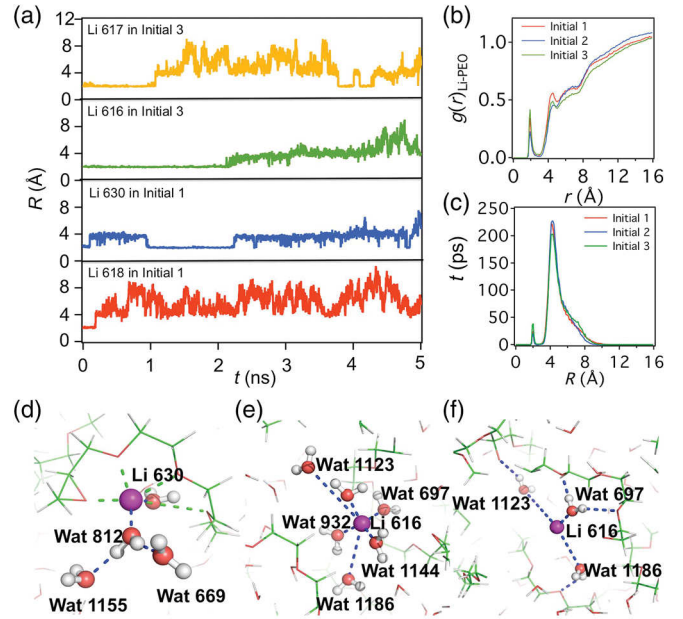 (a)
12
Li 617 in Initial 3
8
4
0
Li 616 in Initial 3
8
4
0
R (Å)
Li 630 in Initial 1
8
4
0
Li 618 in Initial 1
8
4
0
0 1 2 3 4 5
t (ns)
(b)
g(r)Li-PEO
1.0
0.5
0.0
Initial 1
Initial 2
Initial 3
0 4 8 12 16
r (Å)
(c)
t (ps)
250
200
150
100
50
0
Initial 1
Initial 2
Initial 3
0 4 8 12 16
R (Å)
(d)
Li 630
Wat 812
Wat 1155
Wat 669
(e)
Wat 1123
Wat 697
Wat 932
Li 616
Wat 1144
Wat 1186
(f)
Wat 1123
Wat 697
Li 616
Wat 1186